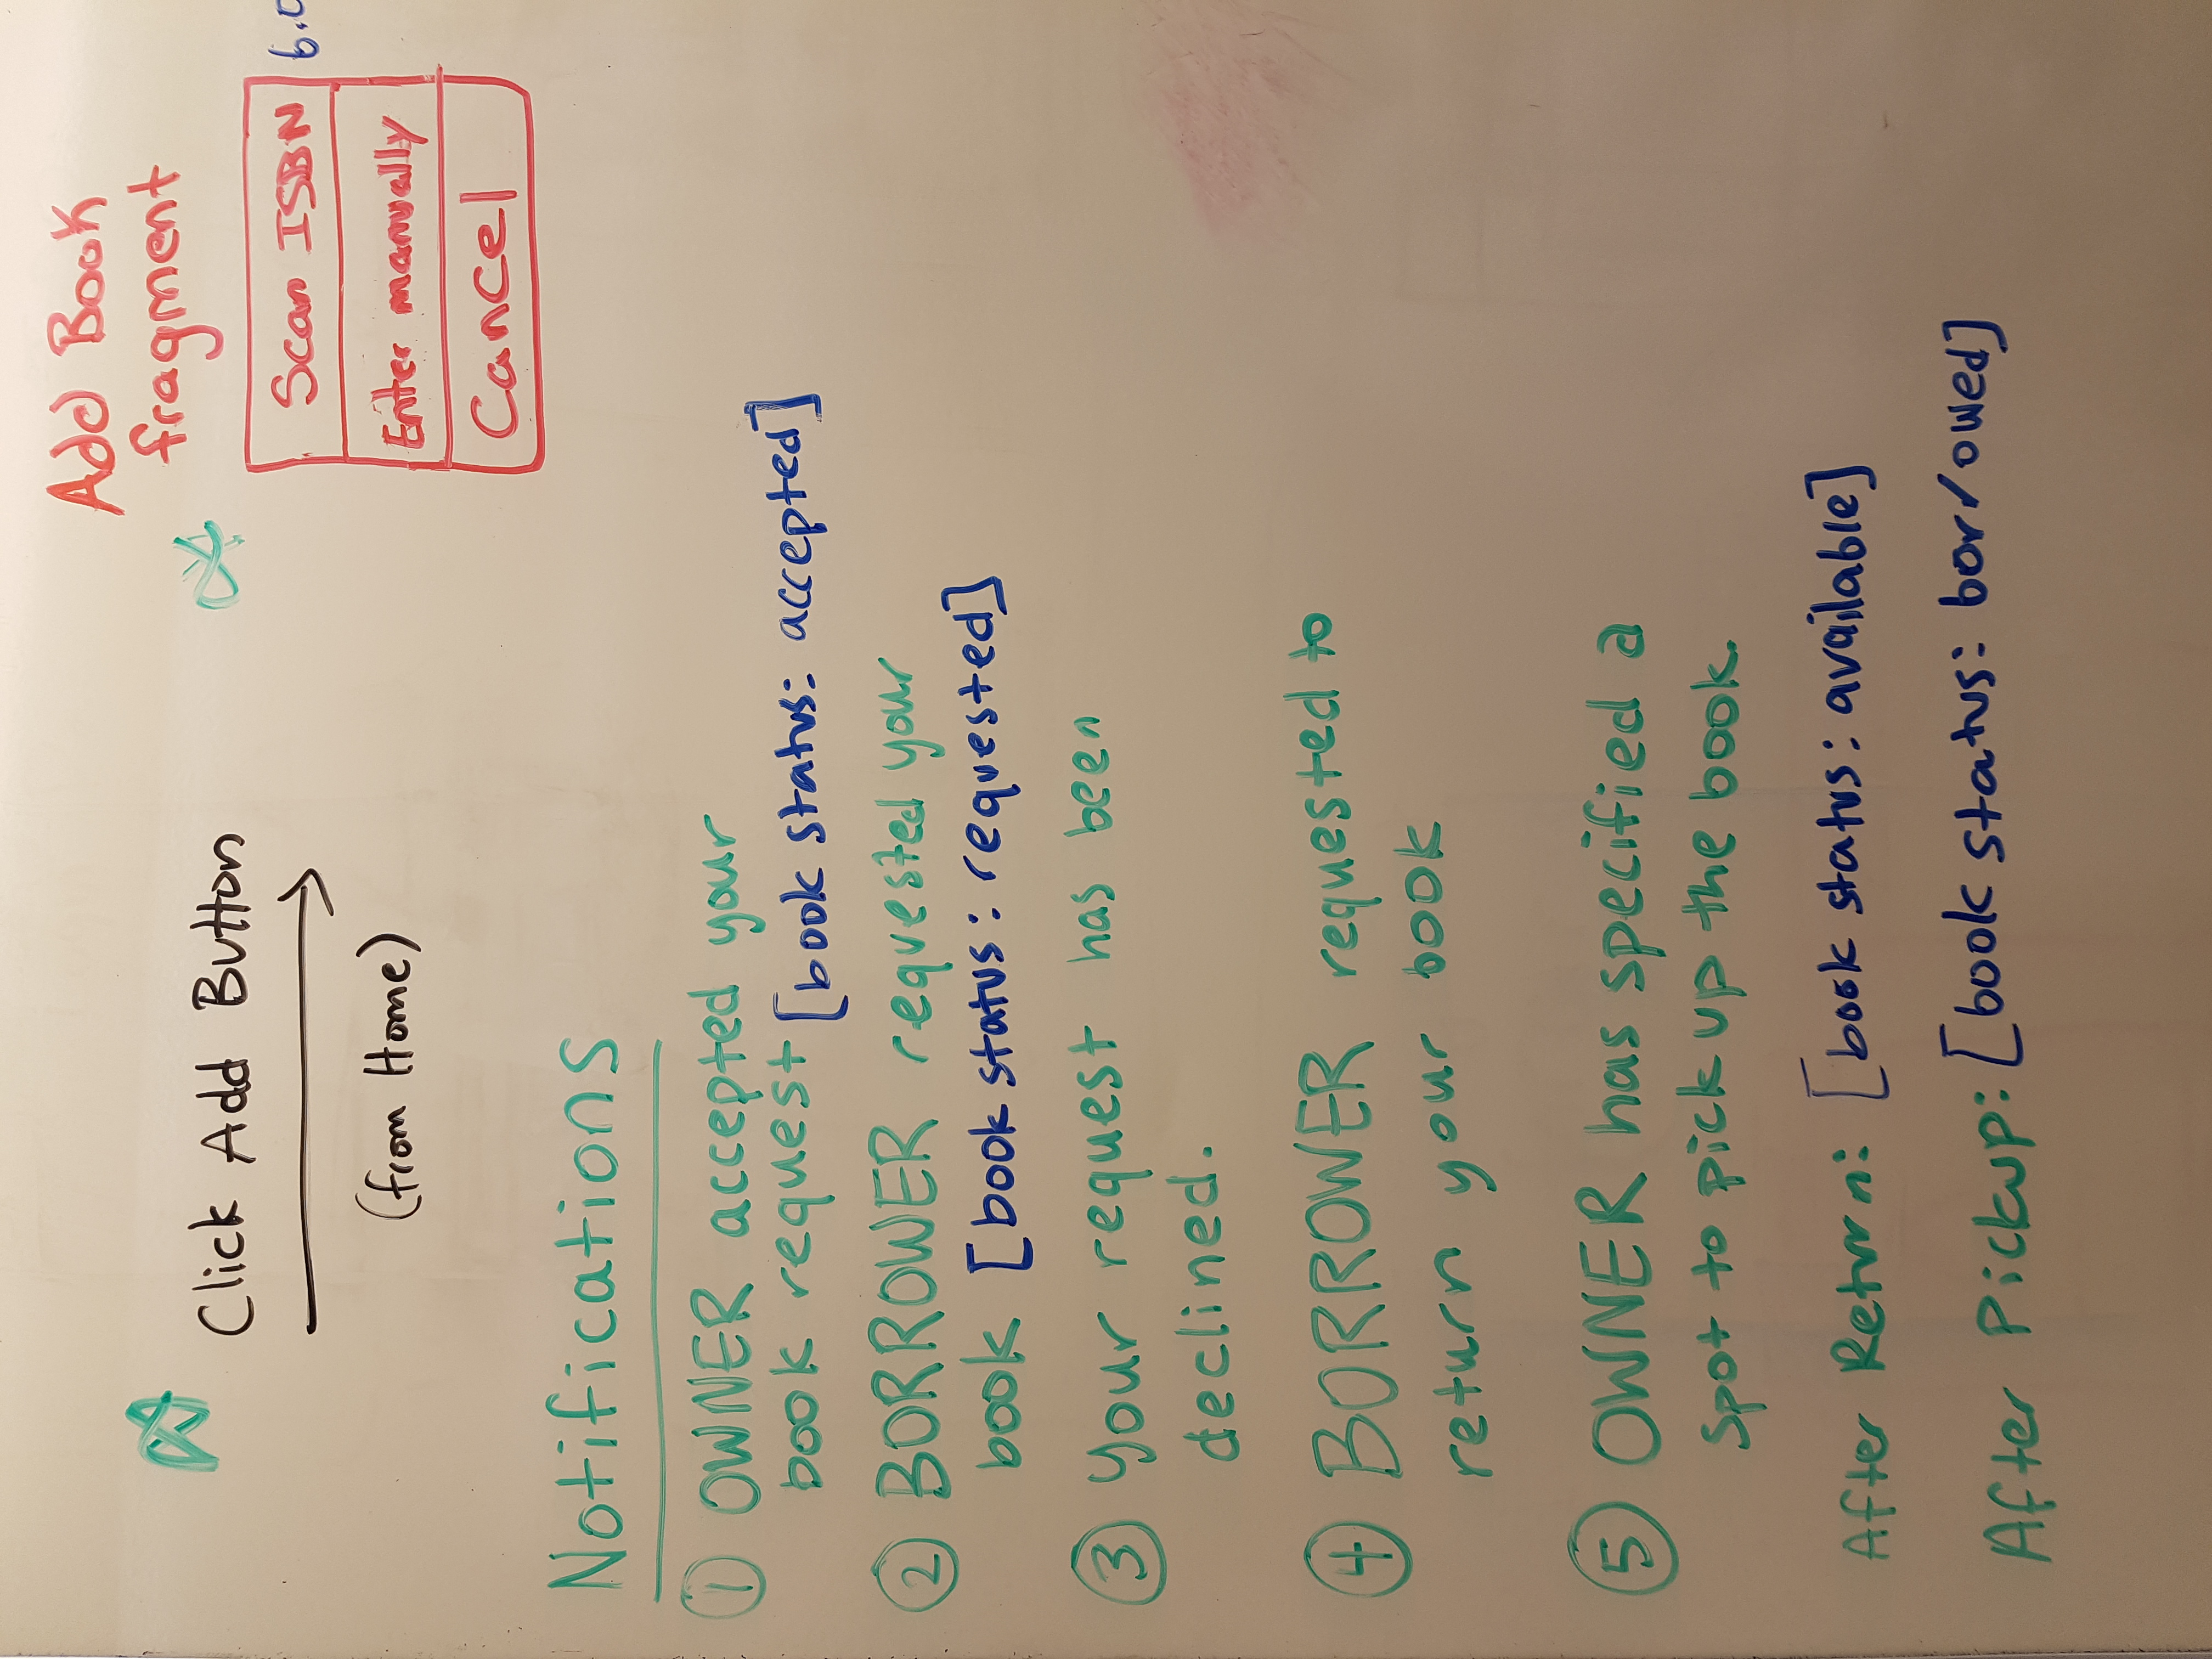 Add Book
fragment
Click Add Button
(from Home)
Scan ISBN
Enter manually
Cancel
Notifications
① OWNER accepted your
book request [book status: accepted]
② BORROWER requested your
book [book status: requested]
③ Your request has been
declined.
④ BORROWER requested to
return your book
⑤ OWNER has specified a
spot to pick up the book.
After Return: [book status: available]
After Pickup: [book status: borrowed]